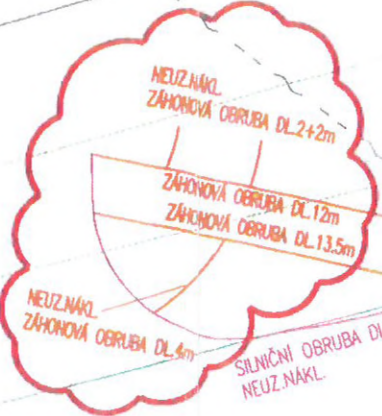 NEUZ.NÁKL.
ZÁHONOVÁ OBRUBA DL.2+2m
ZÁHONOVÁ OBRUBA DL.12m
ZÁHONOVÁ OBRUBA DL.13.5m
NEUZ.NÁKL.
ZÁHONOVÁ OBRUBA DL.4m
SILNIČNÍ OBRUBA DL
NEUZ.NÁKL.